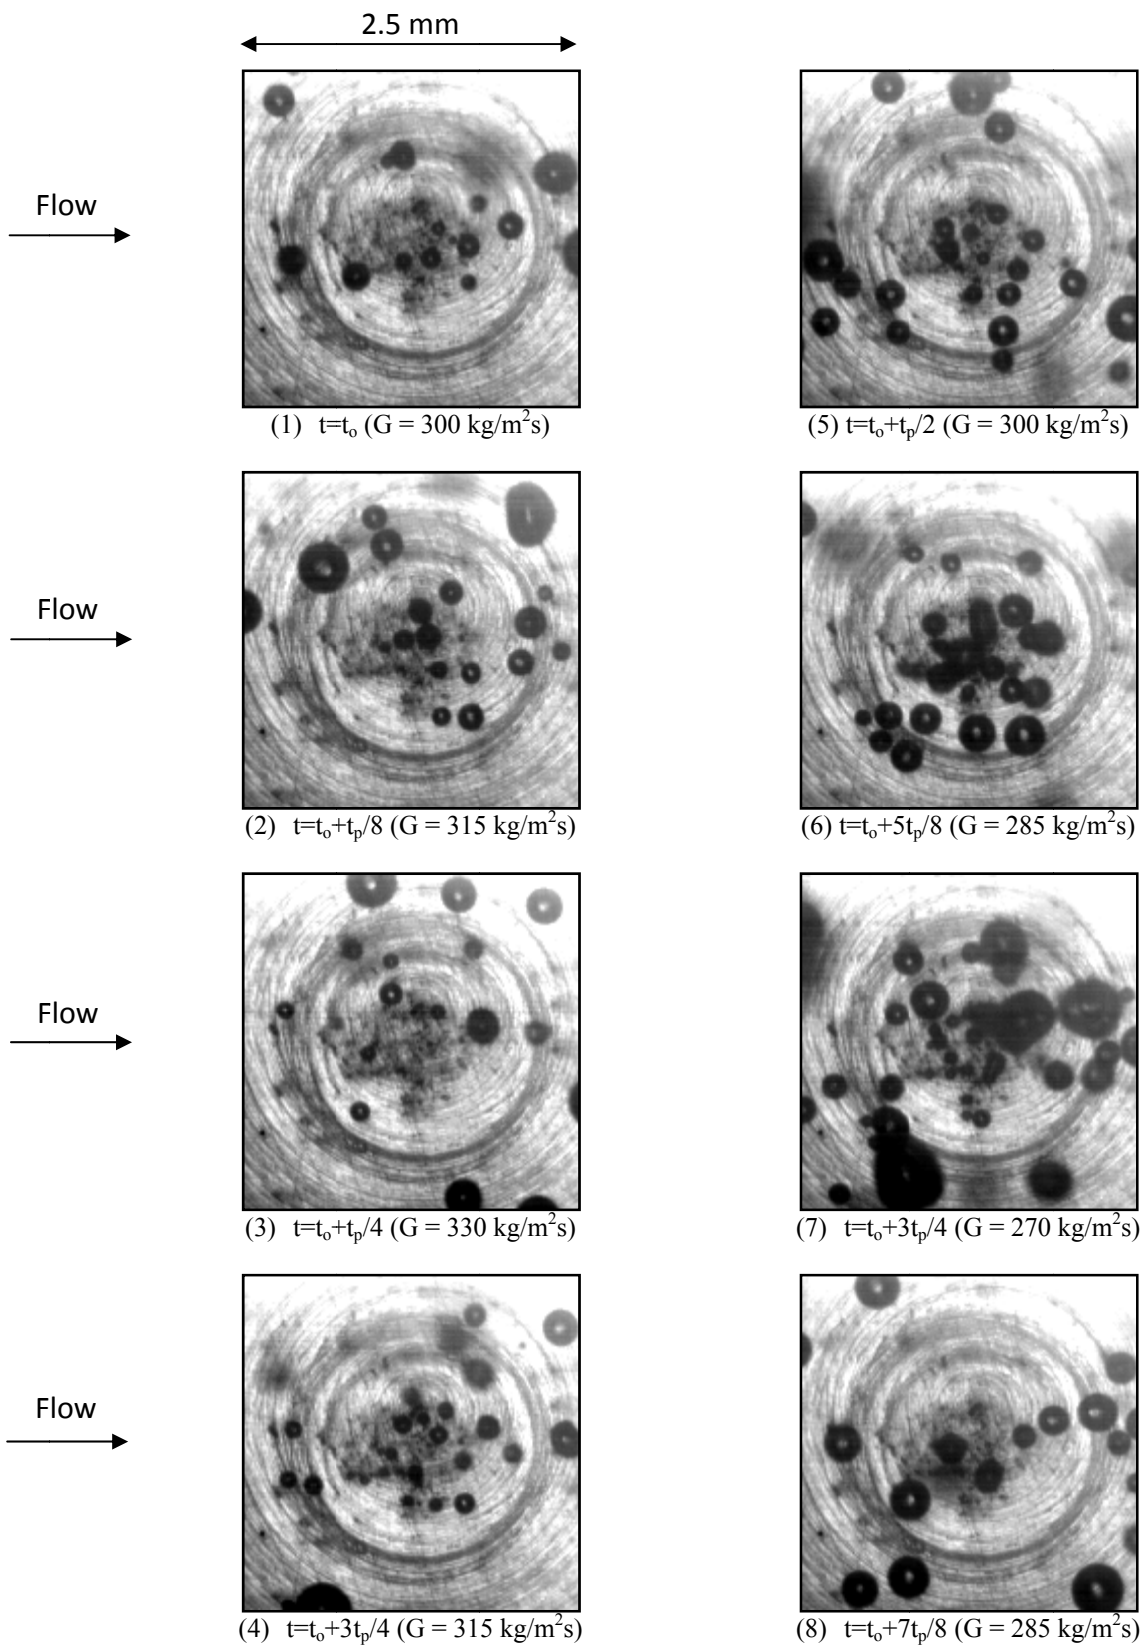 2.5 mm
Flow
(1) t=tₒ (G = 300 kg/m²s)
(5) t=tₒ+tₚ/2 (G = 300 kg/m²s)
Flow
(2) t=tₒ+tₚ/8 (G = 315 kg/m²s)
(6) t=tₒ+5tₚ/8 (G = 285 kg/m²s)
Flow
(3) t=tₒ+tₚ/4 (G = 330 kg/m²s)
(7) t=tₒ+3tₚ/4 (G = 270 kg/m²s)
Flow
(4) t=tₒ+3tₚ/4 (G = 315 kg/m²s)
(8) t=tₒ+7tₚ/8 (G = 285 kg/m²s)